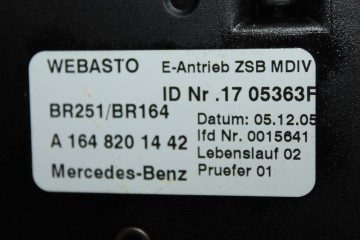 WEBASTO E-Antrieb ZSB MDIV
ID Nr .17 05363F
BR251/BR164
Datum: 05.12.05
A 164 820 14 42
lfd Nr. 0015641
Lebenslauf 02
Mercedes-Benz
Pruefer 01